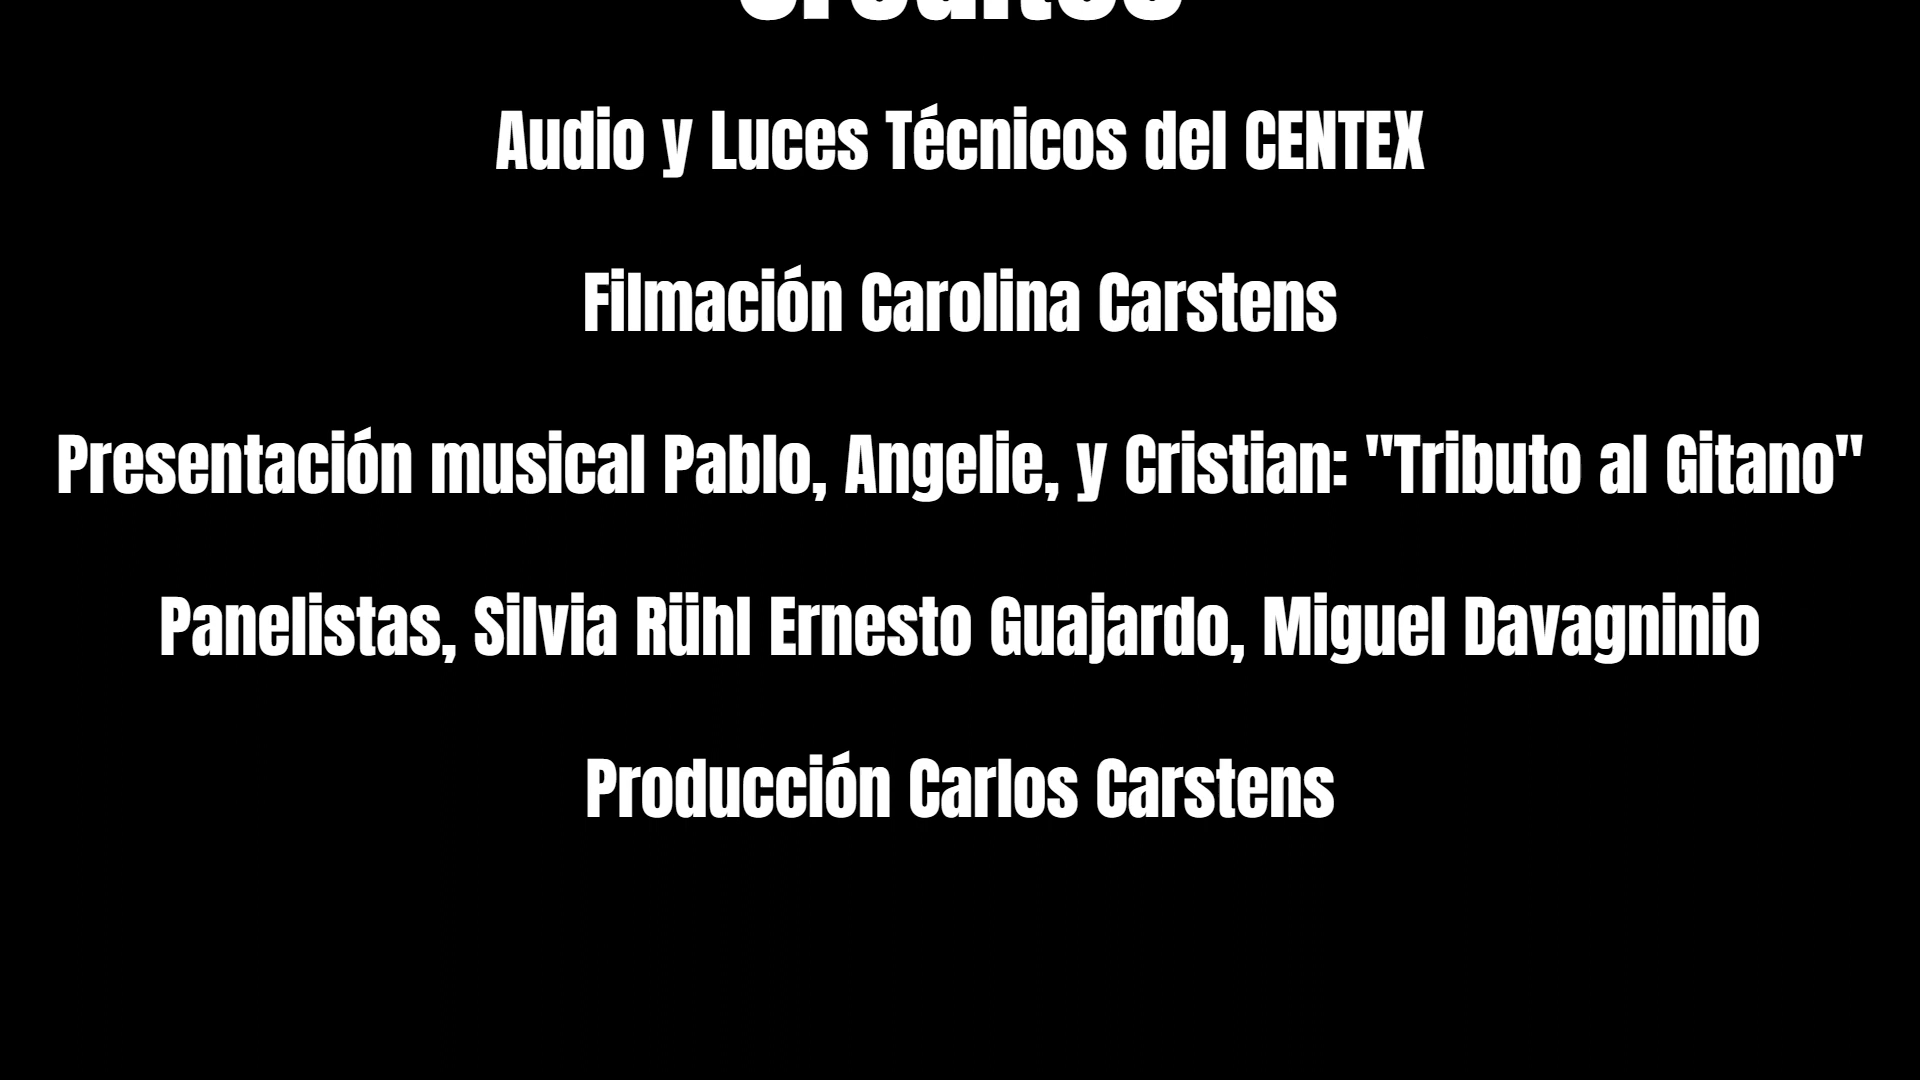 Créditos
Audio y Luces Técnicos del CENTEX
Filmación Carolina Carstens
Presentación musical Pablo, Angelie, y Cristian: "Tributo al Gitano"
Panelistas, Silvia Rühl Ernesto Guajardo, Miguel Davagninio
Producción Carlos Carstens